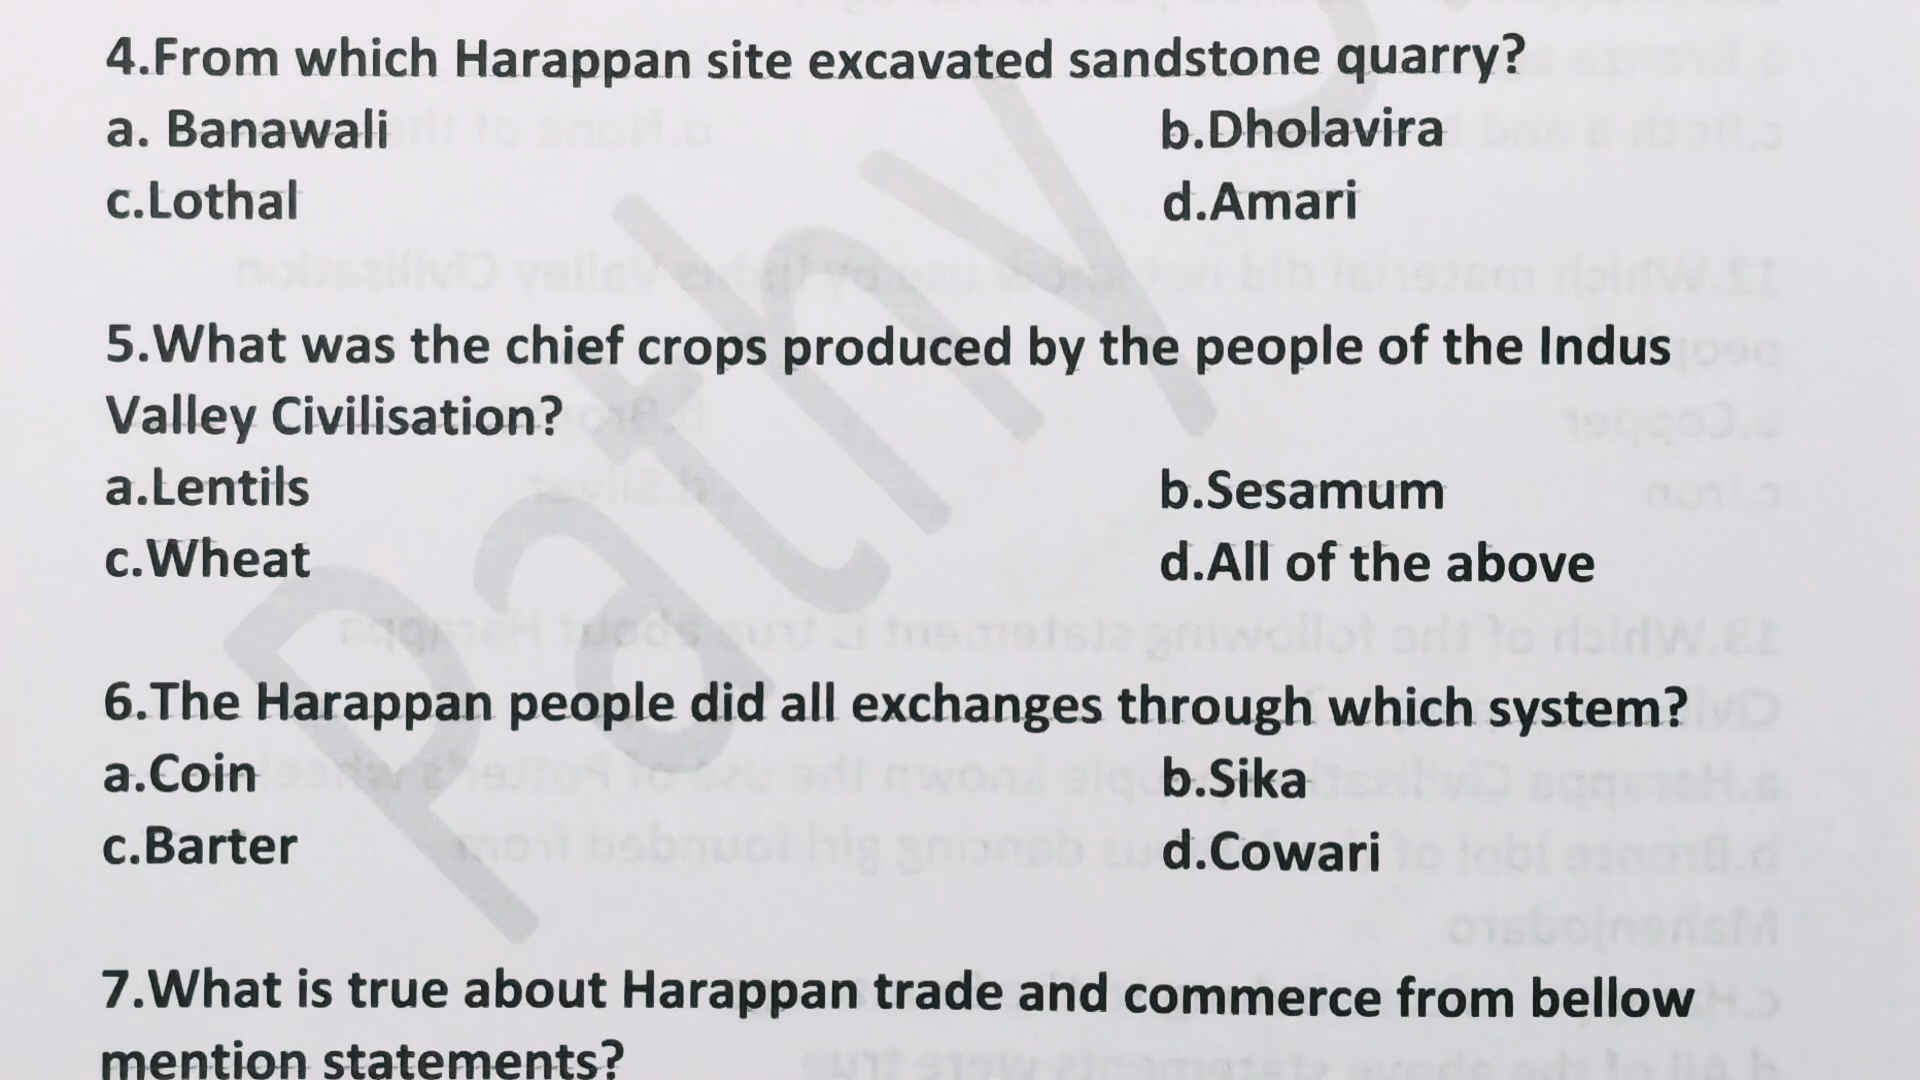 4.From which Harappan site excavated sandstone quarry?
a. Banawali b.Dholavira
c.Lothal d.Amari
5.What was the chief crops produced by the people of the Indus
Valley Civilisation?
a.Lentils b.Sesamum
c.Wheat d.All of the above
6.The Harappan people did all exchanges through which system?
a.Coin b.Sika
c.Barter d.Cowari
7.What is true about Harappan trade and commerce from bellow
mention statements?
Pathy